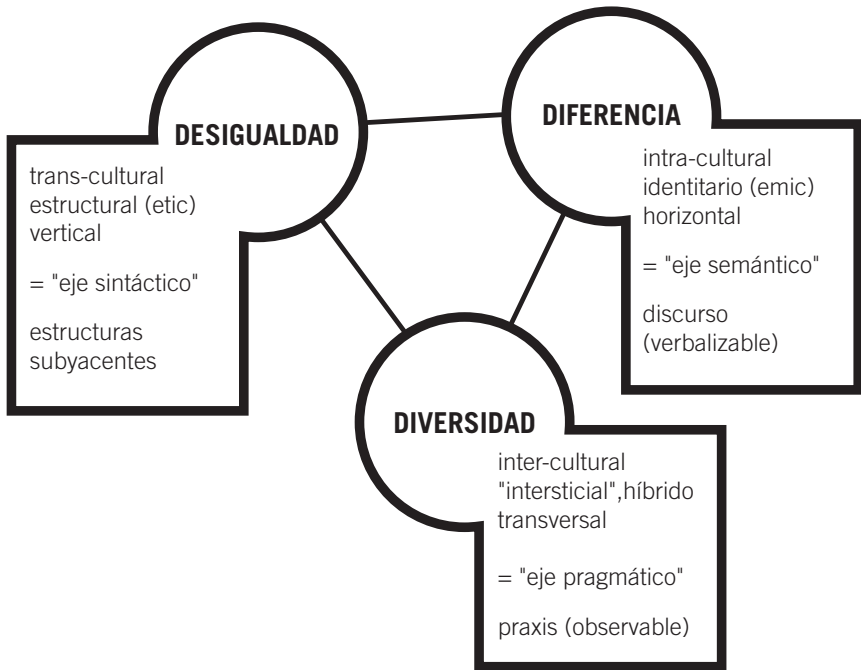 DESIGUALDAD
trans-cultural
estructural (etic)
vertical
= "eje sintáctico"
estructuras
subyacentes
DIFERENCIA
intra-cultural
identitario (emic)
horizontal
= "eje semántico"
discurso
(verbalizable)
DIVERSIDAD
inter-cultural
"intersticial",híbrido
transversal
= "eje pragmático"
praxis (observable)